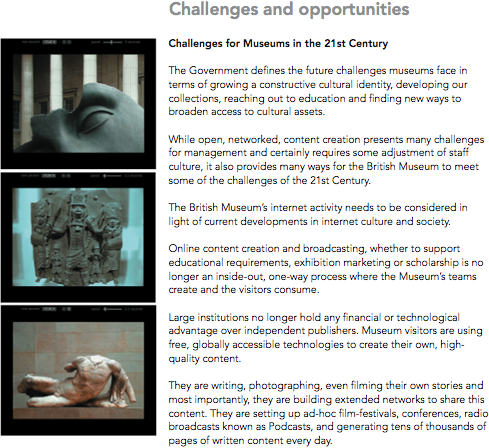 Challenges and opportunities
Challenges for Museums in the 21st Century
The Government defines the future challenges museums face in
terms of growing a constructive cultural identity, developing our
collections, reaching out to education and finding new ways to
broaden access to cultural assets.
While open, networked, content creation presents many challenges
for management and certainly requires some adjustment of staff
culture, it also provides many ways for the British Museum to meet
some of the challenges of the 21st Century.
The British Museum's internet activity needs to be considered in
light of current developments in internet culture and society.
Online content creation and broadcasting, whether to support
educational requirements, exhibition marketing or scholarship is no
longer an inside-out, one-way process where the Museum's teams
create and the visitors consume.
Large institutions no longer hold any financial or technological
advantage over independent publishers. Museum visitors are using
free, globally accessible technologies to create their own, high-
quality content.
They are writing, photographing, even filming their own stories and
most importantly, they are building extended networks to share this
content. They are setting up ad-hoc film-festivals, conferences, radio
broadcasts known as Podcasts, and generating tens of thousands of
pages of written content every day.